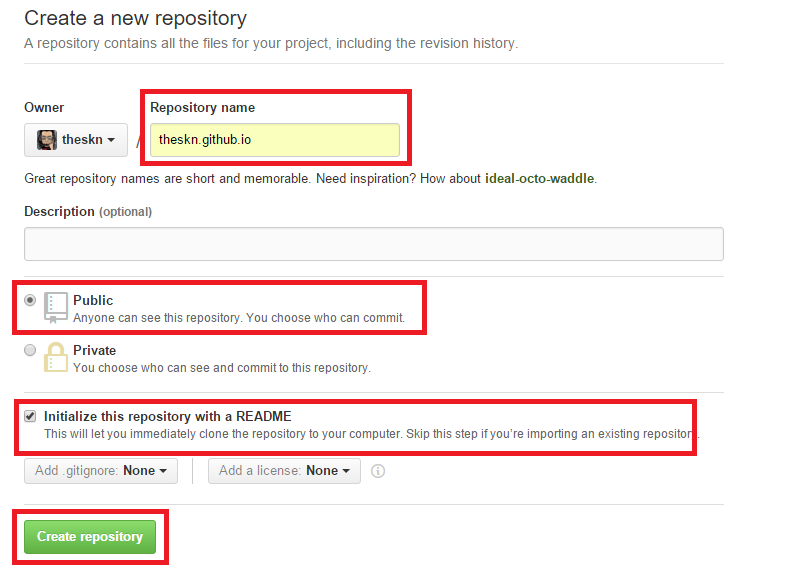 Create a new repository
A repository contains all the files for your project, including the revision history.
Owner
Repository name
theskn
/
theskn.github.io
Great repository names are short and memorable. Need inspiration? How about ideal-octo-waddle.
Description (optional)
Public
Anyone can see this repository. You choose who can commit.
Private
You choose who can see and commit to this repository.
Initialize this repository with a README
This will let you immediately clone the repository to your computer. Skip this step if you're importing an existing repository.
Add .gitignore: None
Add a license: None
Create repository